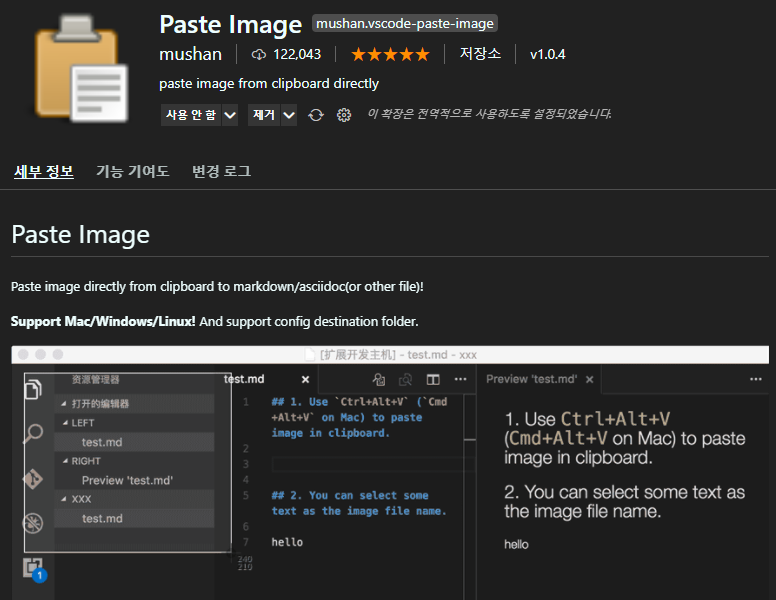 Paste Image mushan.vscode-paste-image
mushan 122,043 저장소 v1.0.4
paste image from clipboard directly
사용 안 함 제거 이 확장은 전역적으로 사용하도록 설정되었습니다.
세부 정보 기능 기여도 변경 로그
Paste Image
Paste image directly from clipboard to markdown/asciidoc(or other file)!
Support Mac/Windows/Linux! And support config destination folder.
[扩展开发主机] - test.md - xxx
资源管理器
打开的编辑器
LEFT
test.md
RIGHT
Preview 'test.md'
XXX
test.md
1
test.md
1 ## 1. Use `Ctrl+Alt+V` (`Cmd
+Alt+V` on Mac) to paste
image in clipboard.
2
3
4
5 ## 2. You can select some
text as the image file name.
6
7 hello
240
219
Preview 'test.md'
1. Use Ctrl+Alt+V
(Cmd+Alt+V on Mac) to paste
image in clipboard.
2. You can select some text as
the image file name.
hello